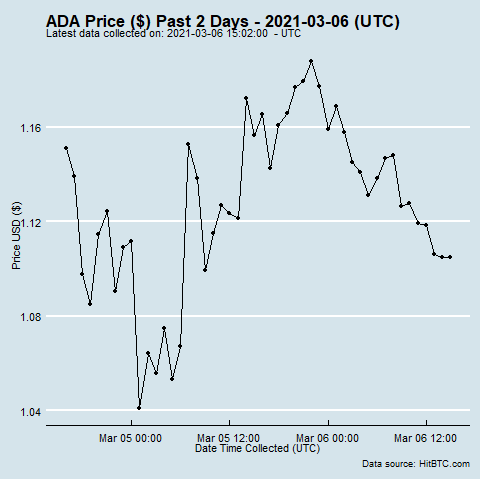 ADA Price ($) Past 2 Days - 2021-03-06 (UTC)
Latest data collected on: 2021-03-06 15:02:00 - UTC
1.16
1.12
1.08
1.04
Price USD ($)
Mar 05 00:00 Mar 05 12:00 Mar 06 00:00 Mar 06 12:00
Date Time Collected (UTC)
Data source: HitBTC.com